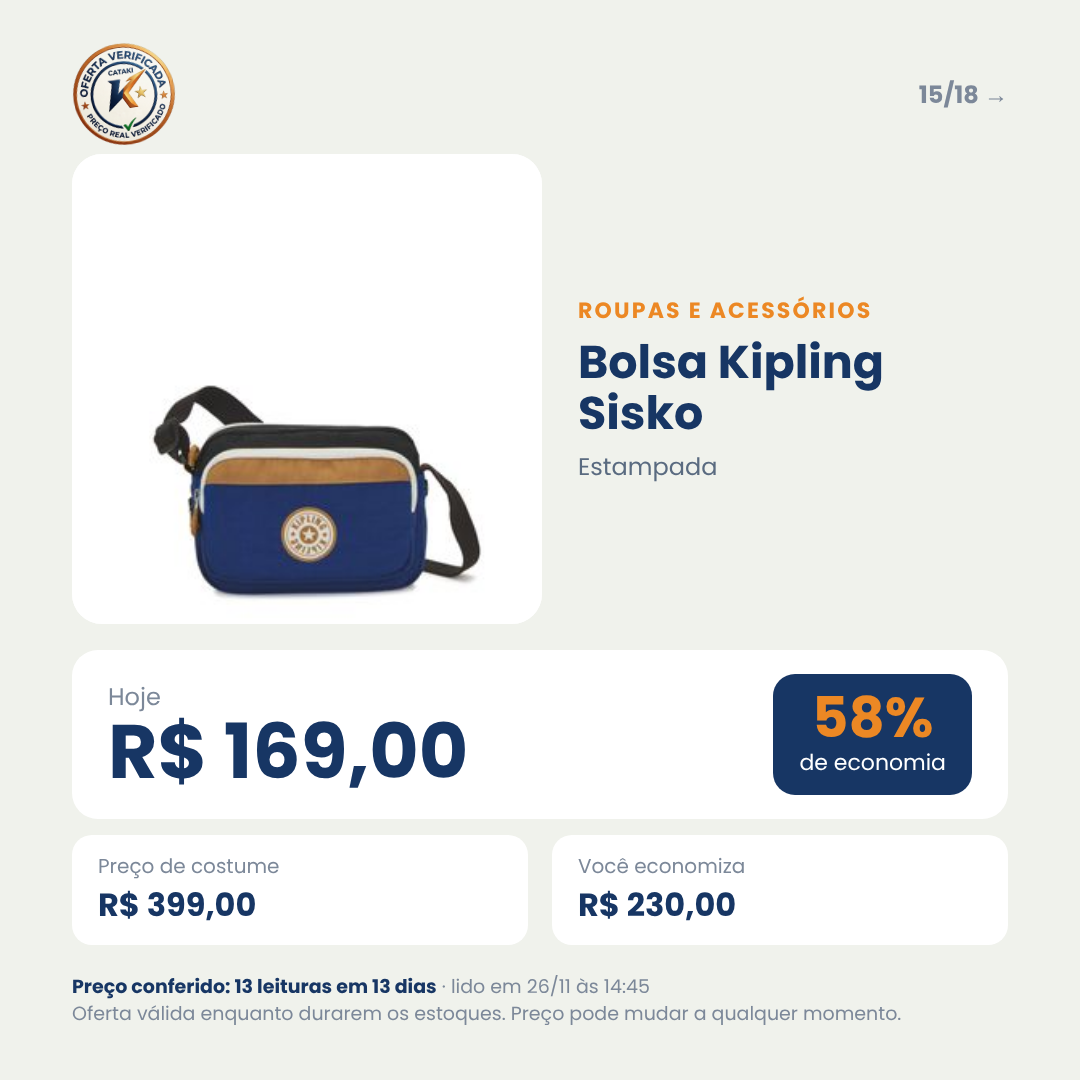 OFERTA VERIFICADA
CATAKI
K
PREÇO REAL VERIFICADO
15/18 →
ROUPAS E ACESSÓRIOS
Bolsa Kipling
Sisko
Estampada
KIPLING
Hoje
R$ 169,00
58%
de economia
Preço de costume
R$ 399,00
Você economiza
R$ 230,00
Preço conferido: 13 leituras em 13 dias · lido em 26/11 às 14:45
Oferta válida enquanto durarem os estoques. Preço pode mudar a qualquer momento.